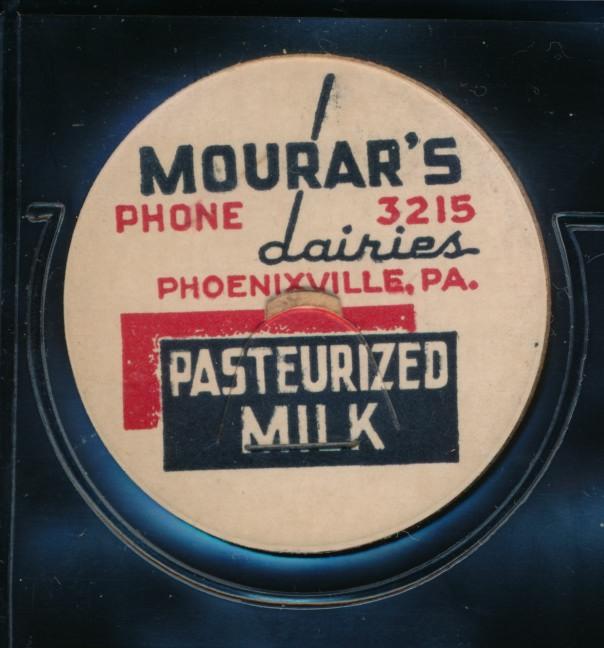 MOURAR'S
PHONE 3215
dairies
PHOENIXVILLE, PA.
PASTEURIZED
MILK